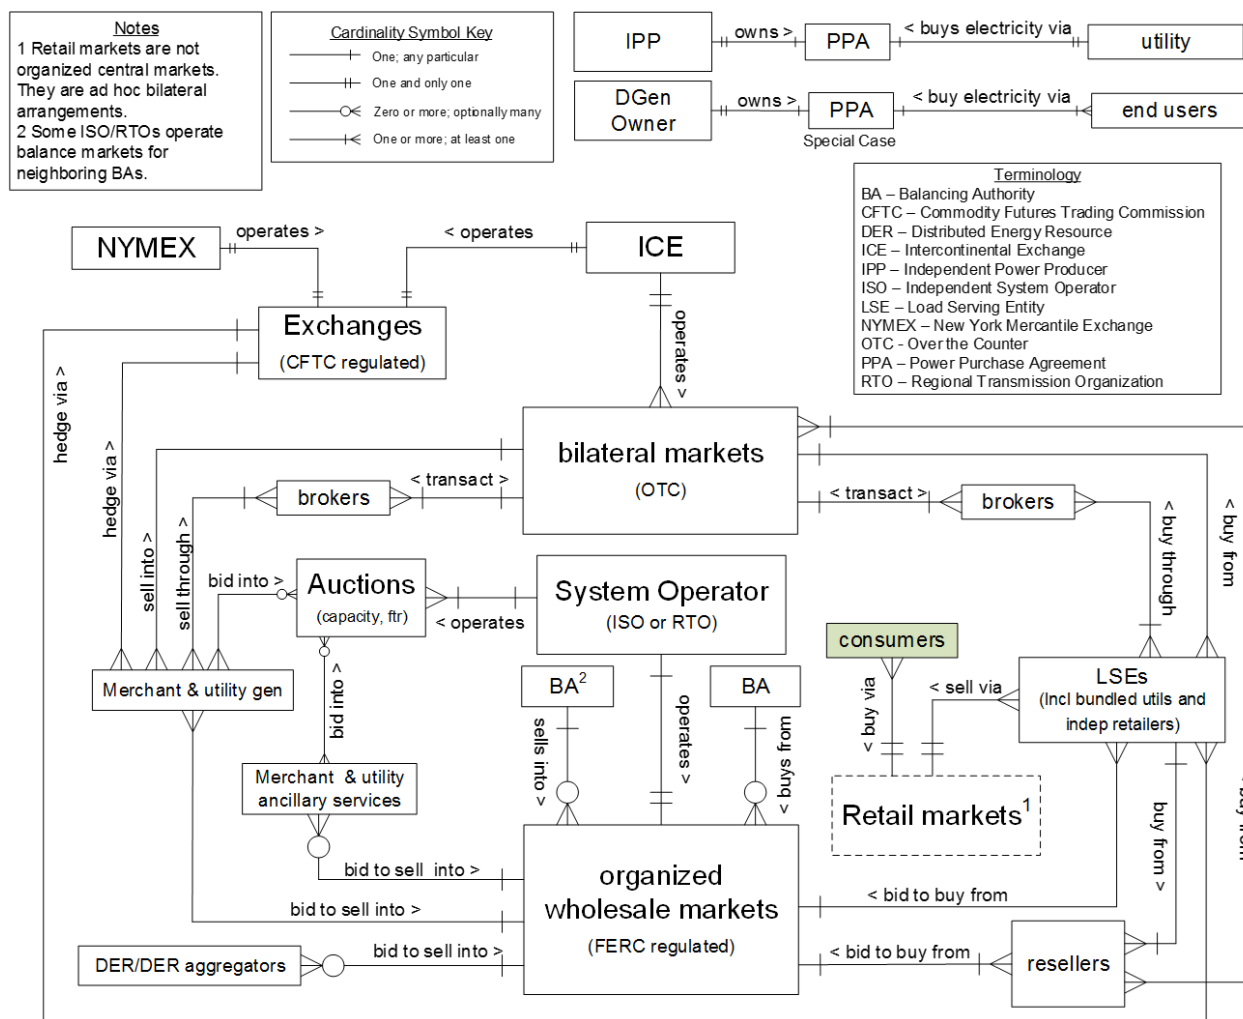 Notes
1 Retail markets are not
organized central markets.
They are ad hoc bilateral
arrangements.
2 Some ISO/RTOs operate
balance markets for
neighboring BAs.
Cardinality Symbol Key
One; any particular
One and only one
Zero or more; optionally many
One or more; at least one
IPP
owns >
PPA
< buys electricity via
utility
DGen
Owner
owns >
PPA
< buy electricity via
end users
Special Case
Terminology
BA – Balancing Authority
CFTC – Commodity Futures Trading Commission
DER – Distributed Energy Resource
ICE – Intercontinental Exchange
IPP – Independent Power Producer
ISO – Independent System Operator
LSE – Load Serving Entity
NYMEX – New York Mercantile Exchange
OTC - Over the Counter
PPA – Power Purchase Agreement
RTO – Regional Transmission Organization
NYMEX
operates >
< operates
ICE
operates >
Exchanges
(CFTC regulated)
hedge via >
hedge via >
sell into >
sell through >
bilateral markets
(OTC)
brokers
< transact >
< transact >
brokers
< buy through
< buy from
bid into >
Auctions
(capacity, ftr)
< operates
System Operator
(ISO or RTO)
consumers
< buy via
< sell via
LSEs
(Incl bundled utils and
indep retailers)
Merchant & utility gen
bid into >
BA2
sells into >
operates >
BA
< buys from
Merchant & utility
ancillary services
Retail markets1
buy from >
< buy from
bid to sell into >
bid to sell into >
organized
wholesale markets
(FERC regulated)
< bid to buy from
DER/DER aggregators
bid to sell into >
< bid to buy from
resellers